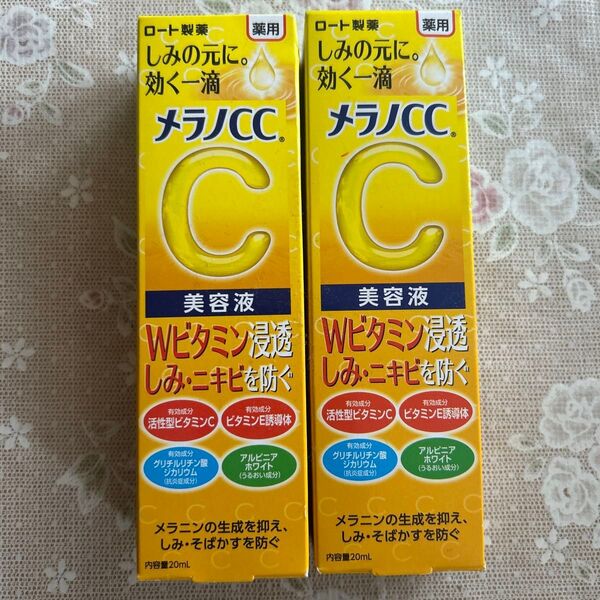 ロート製薬
薬用
しみの元に。
効く一滴
メラノCC®
C
美容液
Wビタミン浸透
しみ・ニキビを防ぐ
有効成分
活性型ビタミンC
有効成分
ビタミンE誘導体
有効成分
グリチルリチン酸
ジカリウム
(抗炎症成分)
アルピニア
ホワイト
(うるおい成分)
メラニンの生成を抑え、
しみ・そばかすを防ぐ
内容量20mL
ロート製薬
薬用
しみの元に。
効く一滴
メラノCC®
C
美容液
Wビタミン浸透
しみ・ニキビを防ぐ
有効成分
活性型ビタミンC
有効成分
ビタミンE誘導体
有効成分
グリチルリチン酸
ジカリウム
(抗炎症成分)
アルピニア
ホワイト
(うるおい成分)
メラニンの生成を抑え、
しみ・そばかすを防ぐ
内容量20mL